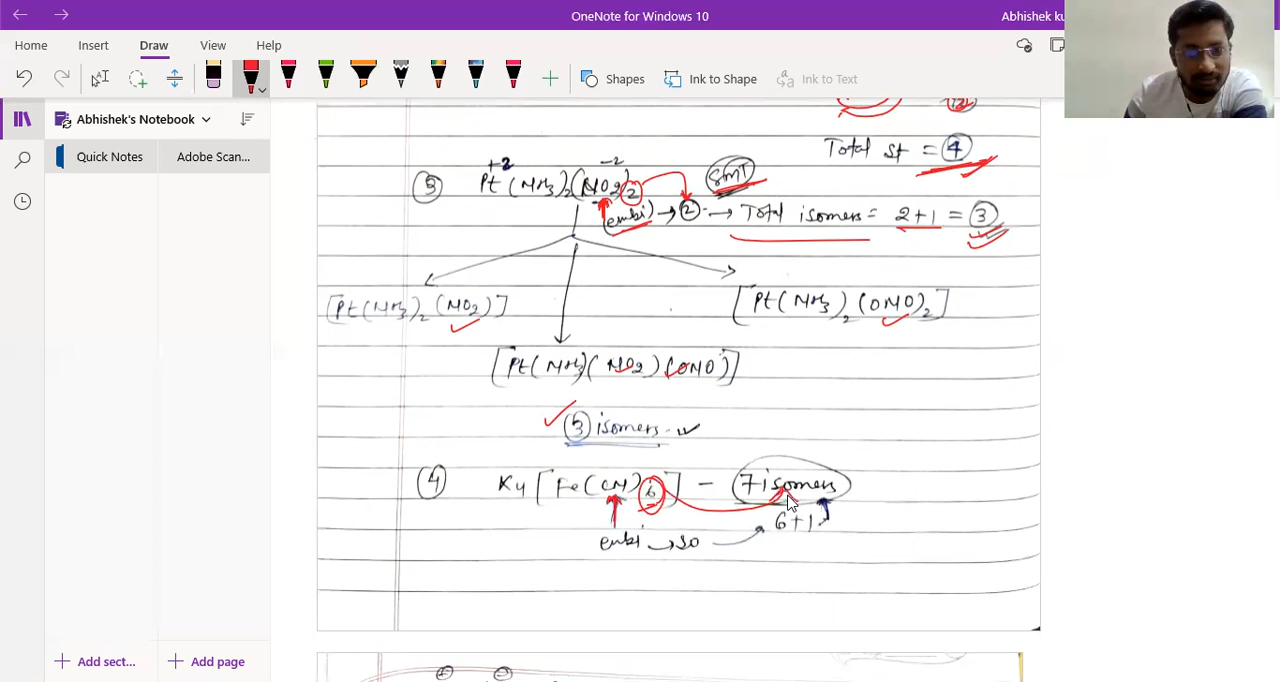 OneNote for Windows 10
Abhishek ku
Home Insert Draw View Help
Shapes Ink to Shape Ink to Text
Abhishek's Notebook
Quick Notes Adobe Scan...
Total st = 4
+2 -2
3 Pt(NH3)2(NO2)2 SMT
(embi) → 2 → Total isomers = 2+1 = 3
[Pt(NH3)2(NO2)]
[Pt(NH3)2(ONO)2]
[Pt(NH3)(NO2)(ONO)]
3 isomers
4 K4[Fe(CN)6] - 7 isomers
6+1
embi → so
Add sect... Add page